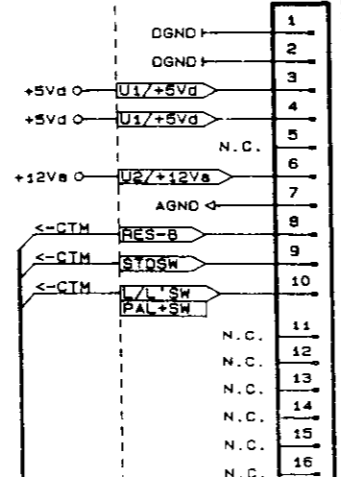 DGND 1
DGND 2
+5Vd U1/+5Vd 3
+5Vd U1/+5Vd 4
N.C. 5
+12Va U2/+12Va 6
AGND 7
<-CTM RES-B 8
<-CTM STDSW 9
<-CTM L/L'SW 10
PAL+SW
N.C. 11
N.C. 12
N.C. 13
N.C. 14
N.C. 15
N.C. 16